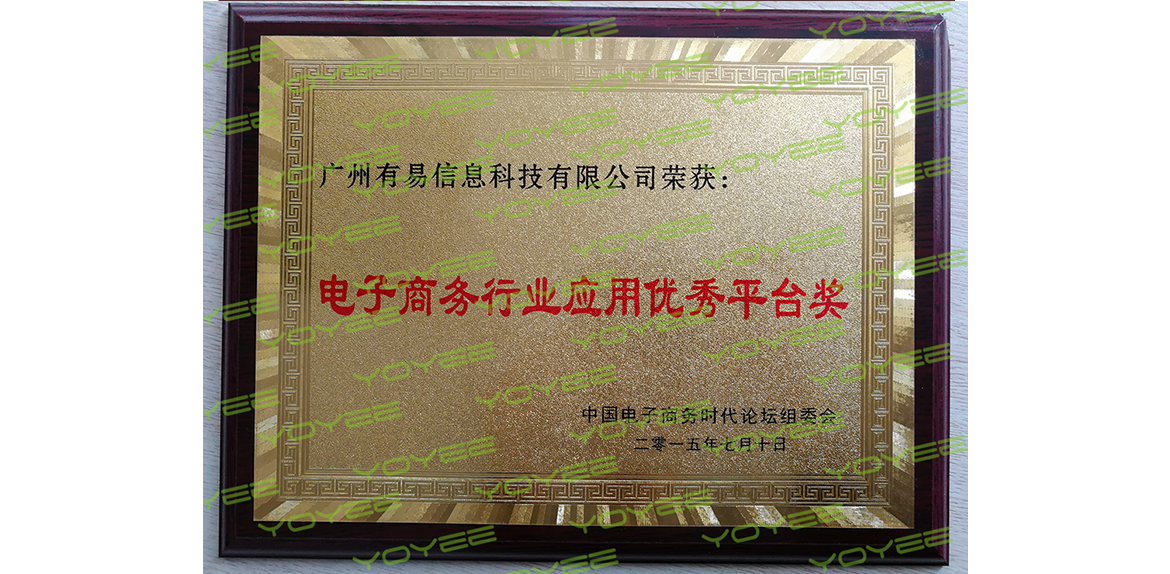 广州有易信息科技有限公司荣获：
电子商务行业应用优秀平台奖
中国电子商务时代论坛组委会
二零一五年七月十日
YOYEE